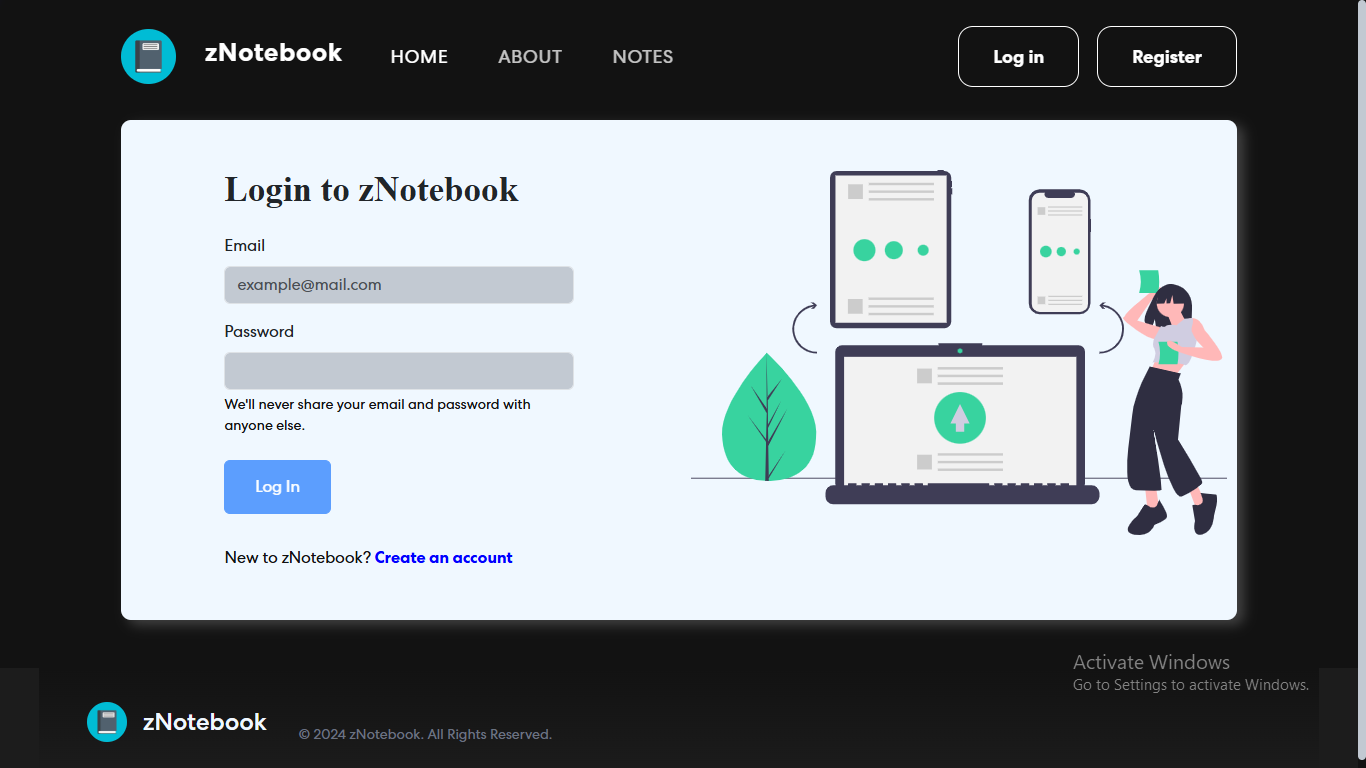 zNotebook HOME ABOUT NOTES Log in Register
Login to zNotebook
Email
example@mail.com
Password
We'll never share your email and password with
anyone else.
Log In
New to zNotebook? Create an account
Activate Windows
Go to Settings to activate Windows.
zNotebook © 2024 zNotebook. All Rights Reserved.